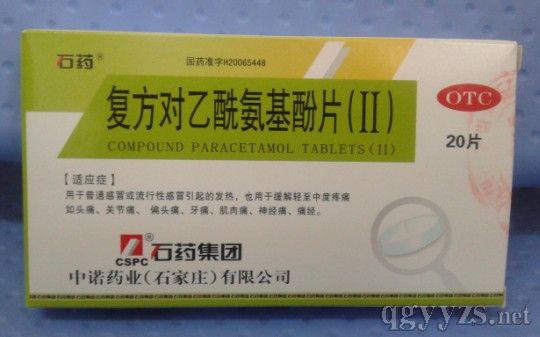 石药®
国药准字H20065448
OTC
复方对乙酰氨基酚片(II)
COMPOUND PARACETAMOL TABLETS(II)
20片
【适应症】
用于普通感冒或流行性感冒引起的发热，也用于缓解轻至中度疼痛
如头痛、关节痛、偏头痛、牙痛、肌肉痛、神经痛、痛经。
CSPC®石药集团
中诺药业(石家庄)有限公司
qgyyzs.net